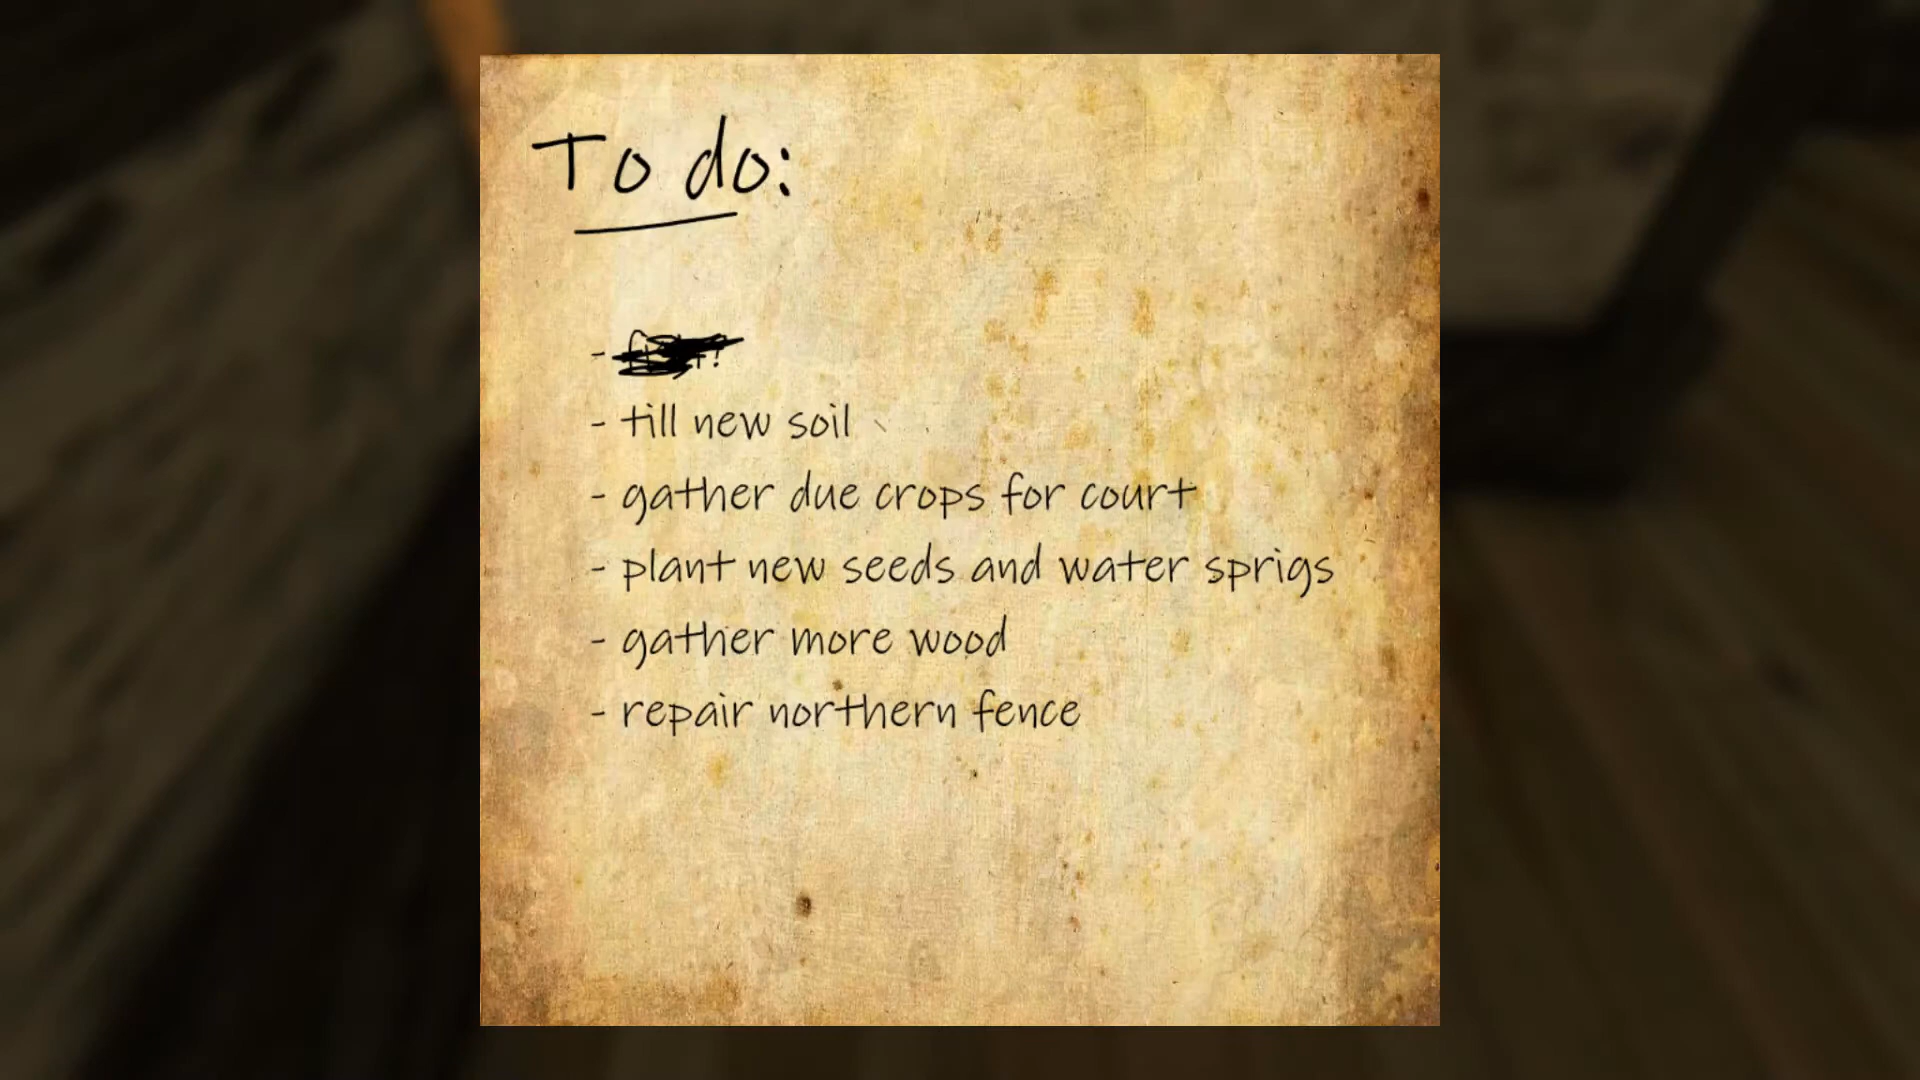 To do:
- till new soil
- gather due crops for court
- plant new seeds and water sprigs
- gather more wood
- repair northern fence